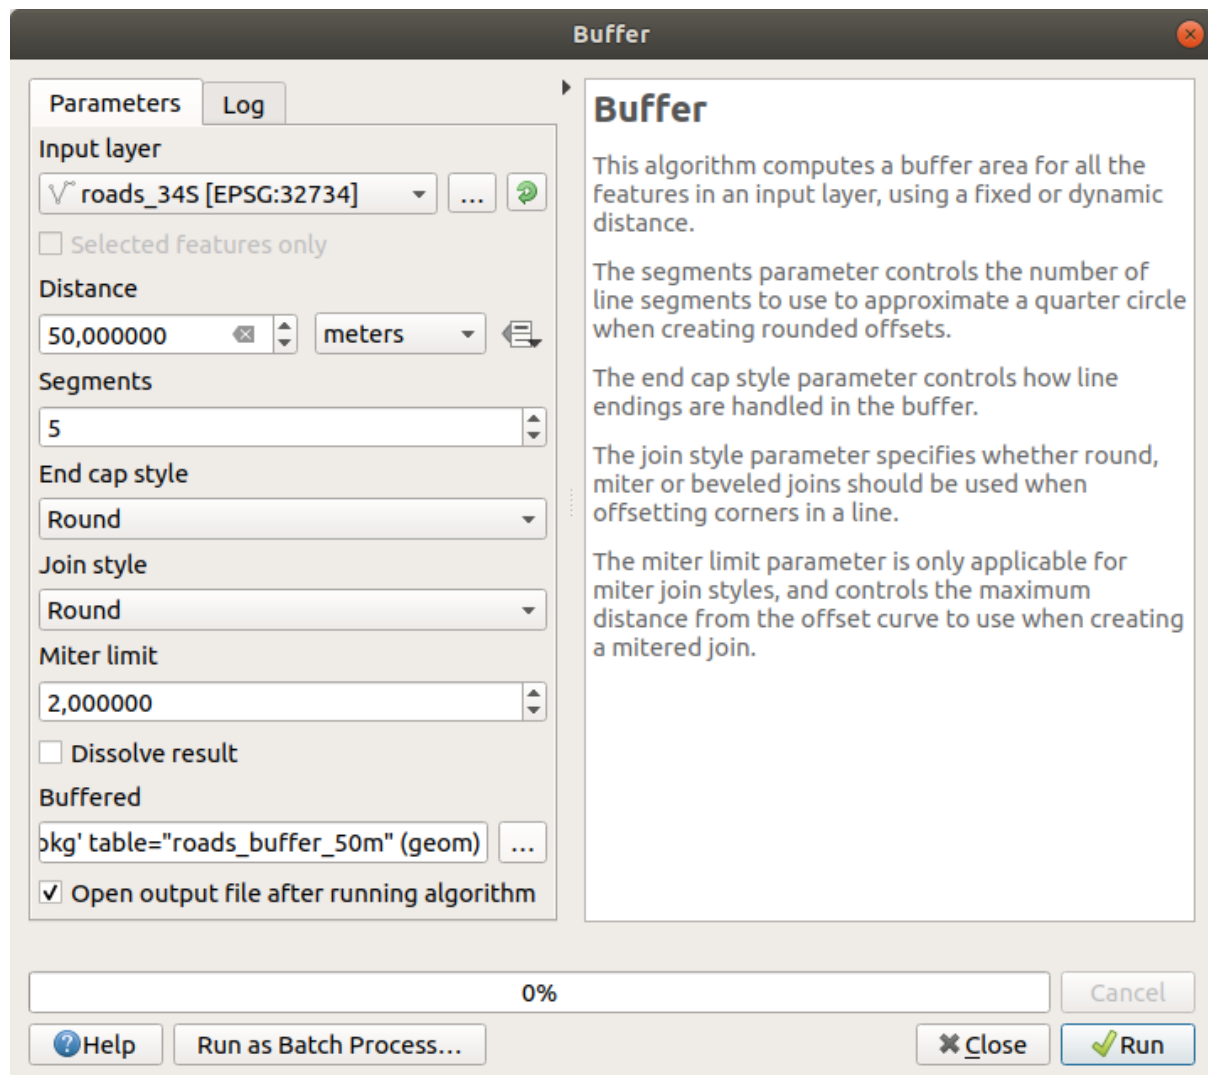 Buffer
Parameters
Log
Input layer
roads_34S [EPSG:32734]
...
Selected features only
Distance
50,000000
meters
Segments
5
End cap style
Round
Join style
Round
Miter limit
2,000000
Dissolve result
Buffered
okg' table="roads_buffer_50m" (geom)
...
Open output file after running algorithm
Buffer
This algorithm computes a buffer area for all the
features in an input layer, using a fixed or dynamic
distance.
The segments parameter controls the number of
line segments to use to approximate a quarter circle
when creating rounded offsets.
The end cap style parameter controls how line
endings are handled in the buffer.
The join style parameter specifies whether round,
miter or beveled joins should be used when
offsetting corners in a line.
The miter limit parameter is only applicable for
miter join styles, and controls the maximum
distance from the offset curve to use when creating
a mitered join.
0%
Cancel
Help
Run as Batch Process...
Close
Run